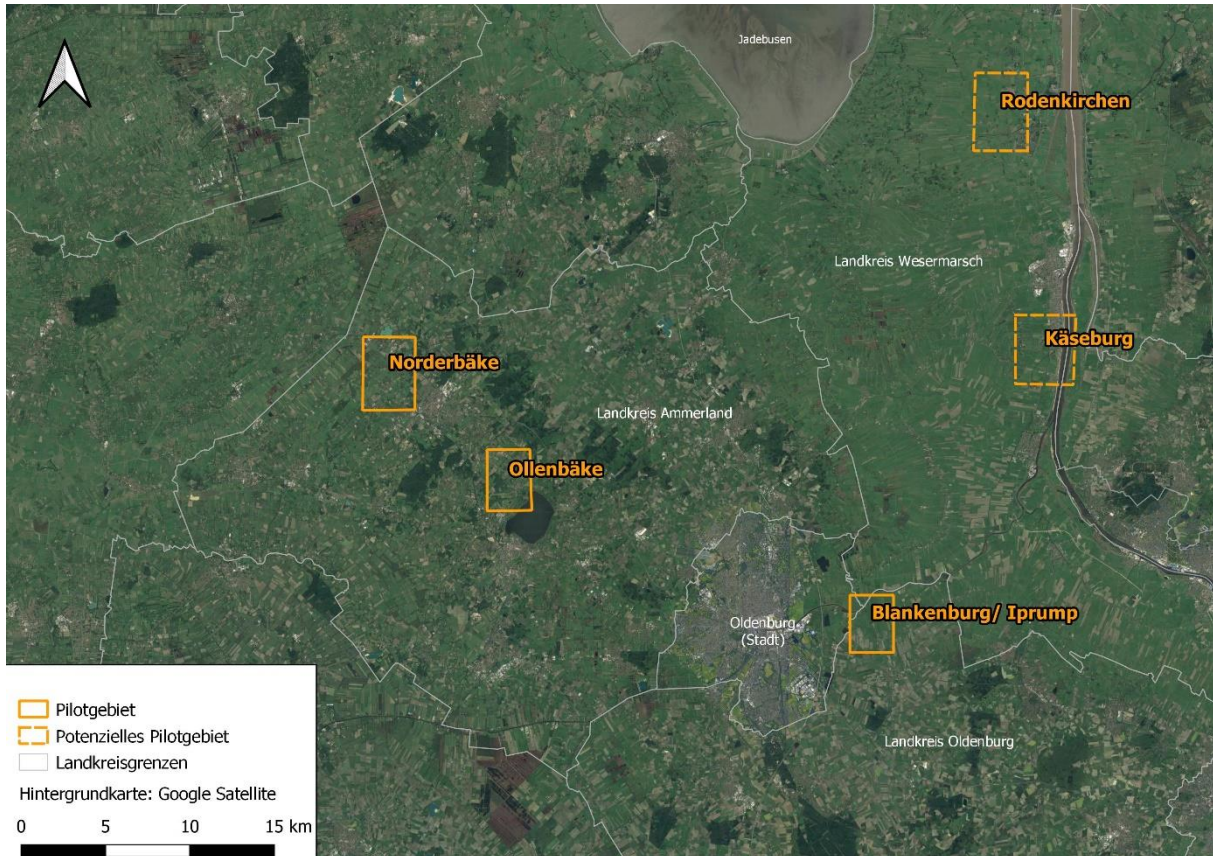 Jadebusen
Rodenkirchen
Landkreis Wesermarsch
Käseburg
Norderbäke
Landkreis Ammerland
Ollenbäke
Blankenburg/ Iprump
Oldenburg
(Stadt)
Landkreis Oldenburg
Pilotgebiet
Potenzielles Pilotgebiet
Landkreisgrenzen
Hintergrundkarte: Google Satellite
0 5 10 15 km